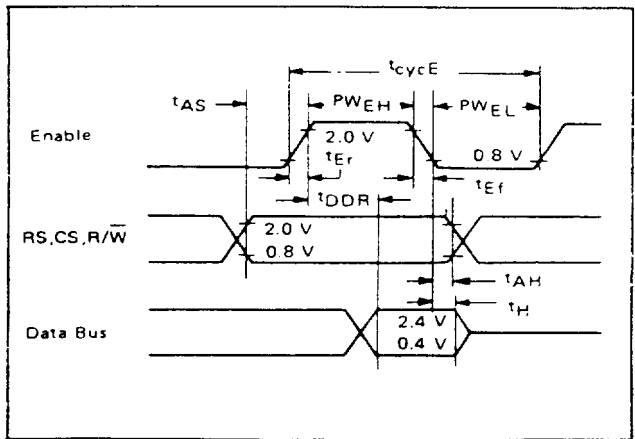 tcycE
tAS
PWEH
PWEL
Enable
2.0 V
0.8 V
tEr
tEf
tDDR
RS,CS,R/W̅
2.0 V
0.8 V
tAH
tH
Data Bus
2.4 V
0.4 V